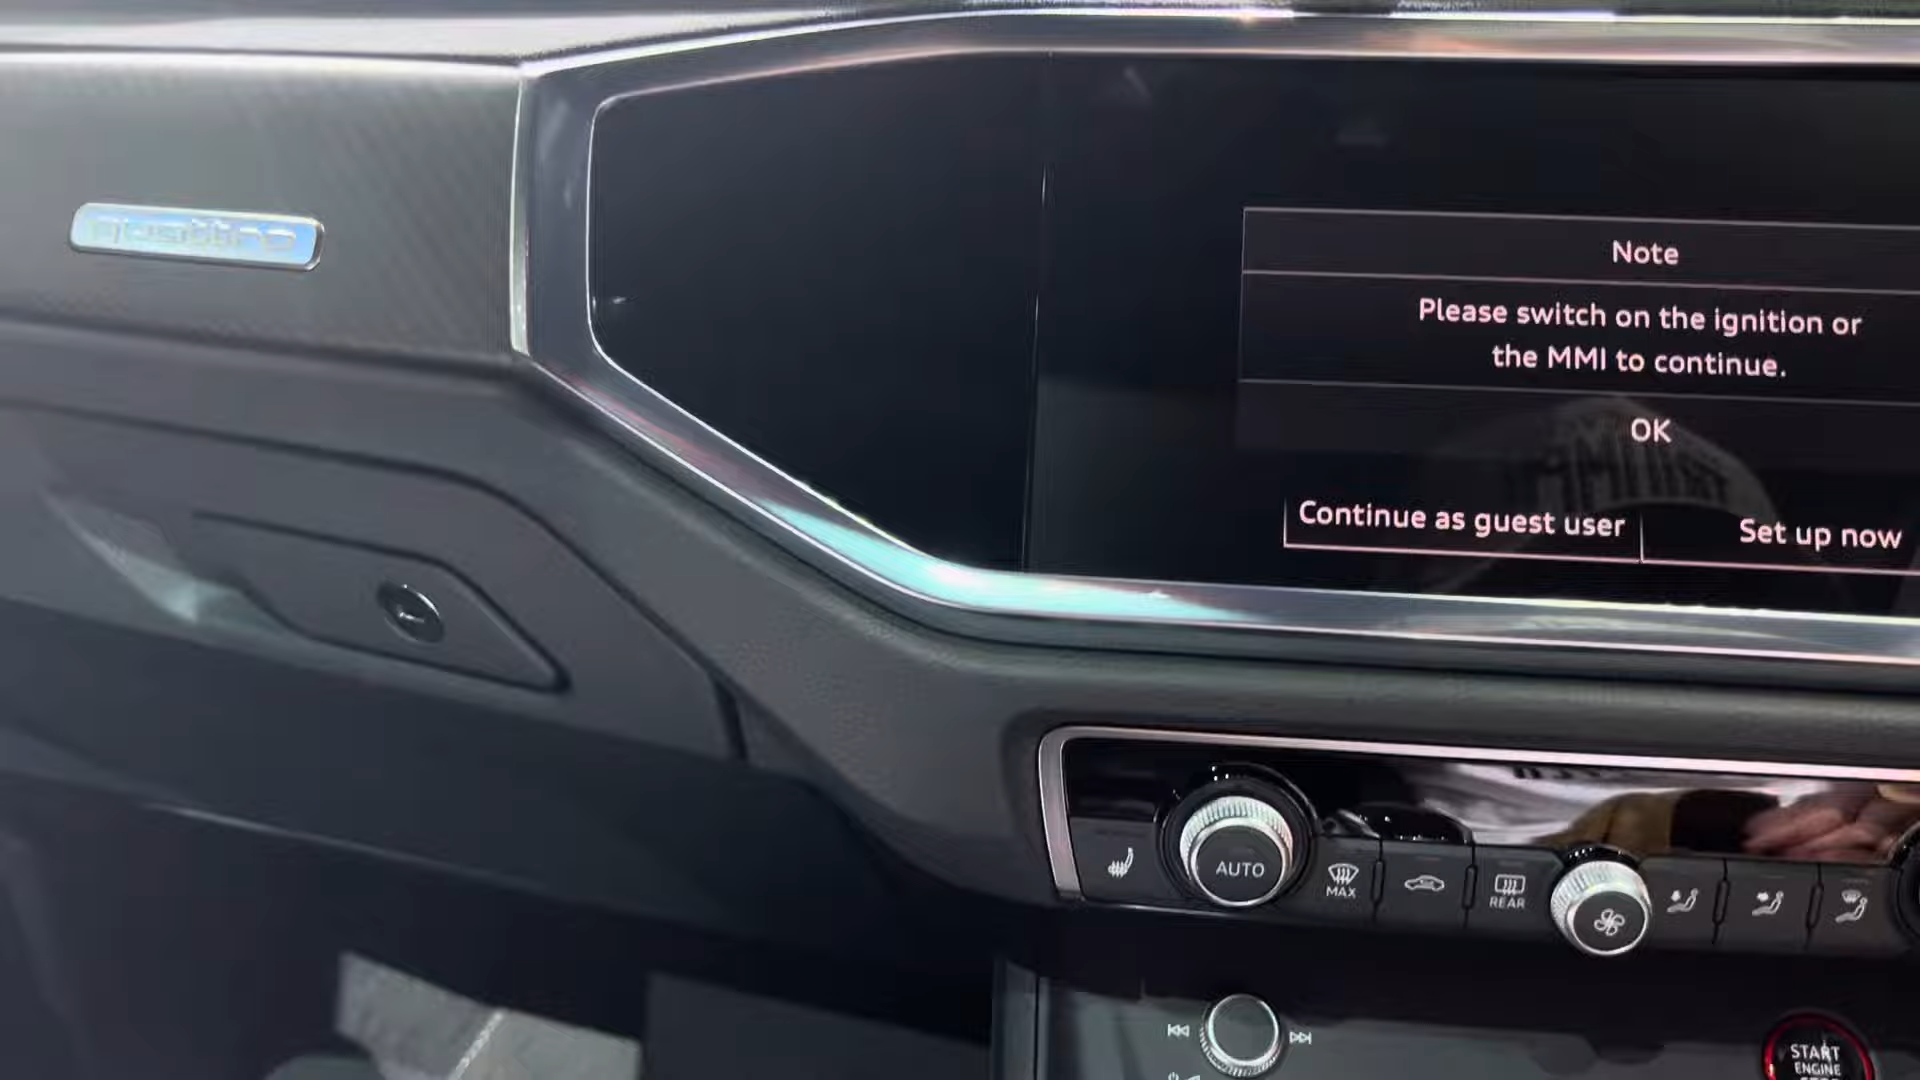 quattro
Note
Please switch on the ignition or
the MMI to continue.
OK
Continue as guest user
Set up now
AUTO
MAX
REAR
START
ENGINE